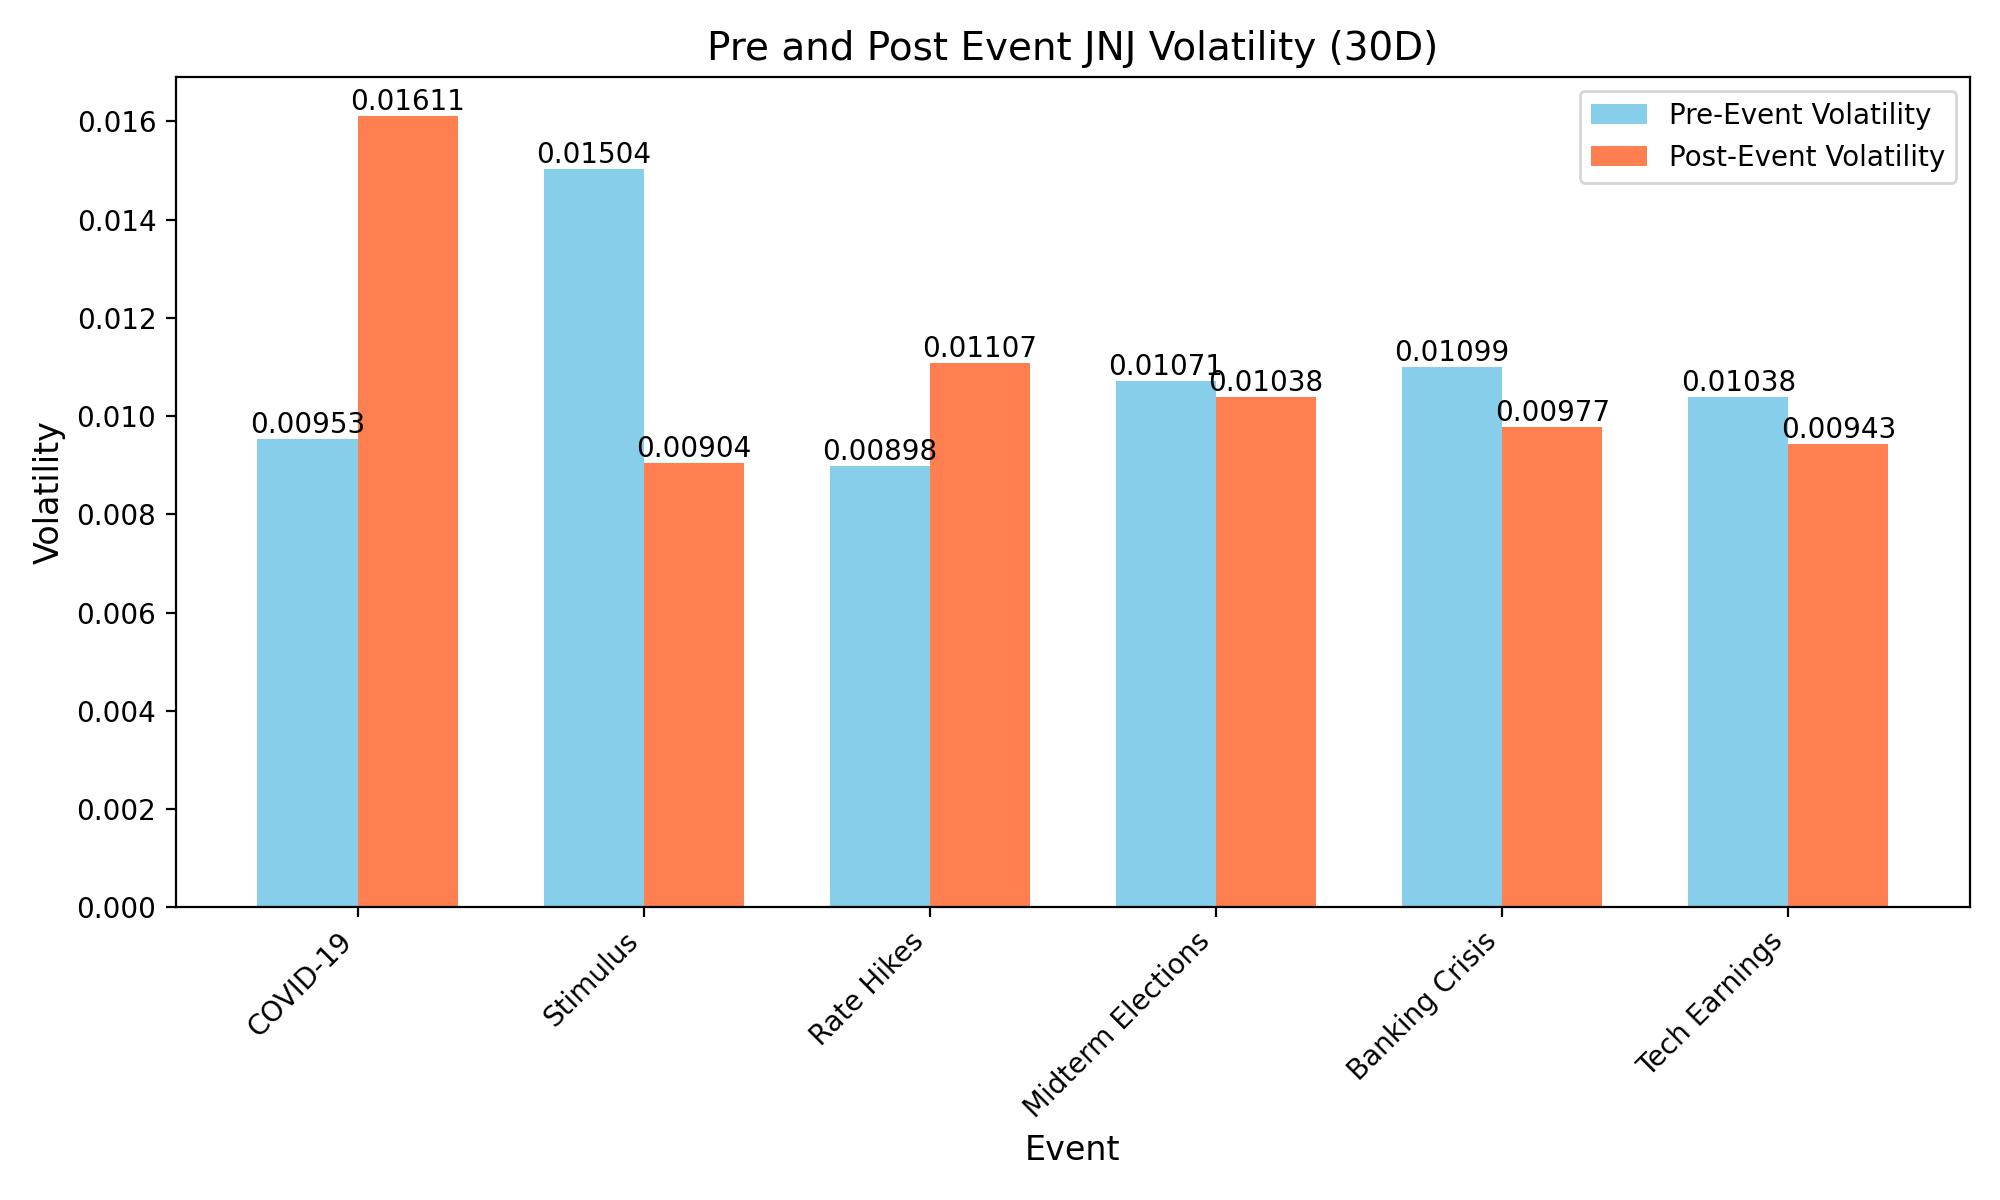 Pre and Post Event JNJ Volatility (30D)
Pre-Event Volatility
Post-Event Volatility
Volatility
0.016
0.014
0.012
0.010
0.008
0.006
0.004
0.002
0.000
0.00953
0.01611
0.01504
0.00904
0.00898
0.01107
0.01071
0.01038
0.01099
0.00977
0.01038
0.00943
COVID-19
Stimulus
Rate Hikes
Midterm Elections
Banking Crisis
Tech Earnings
Event